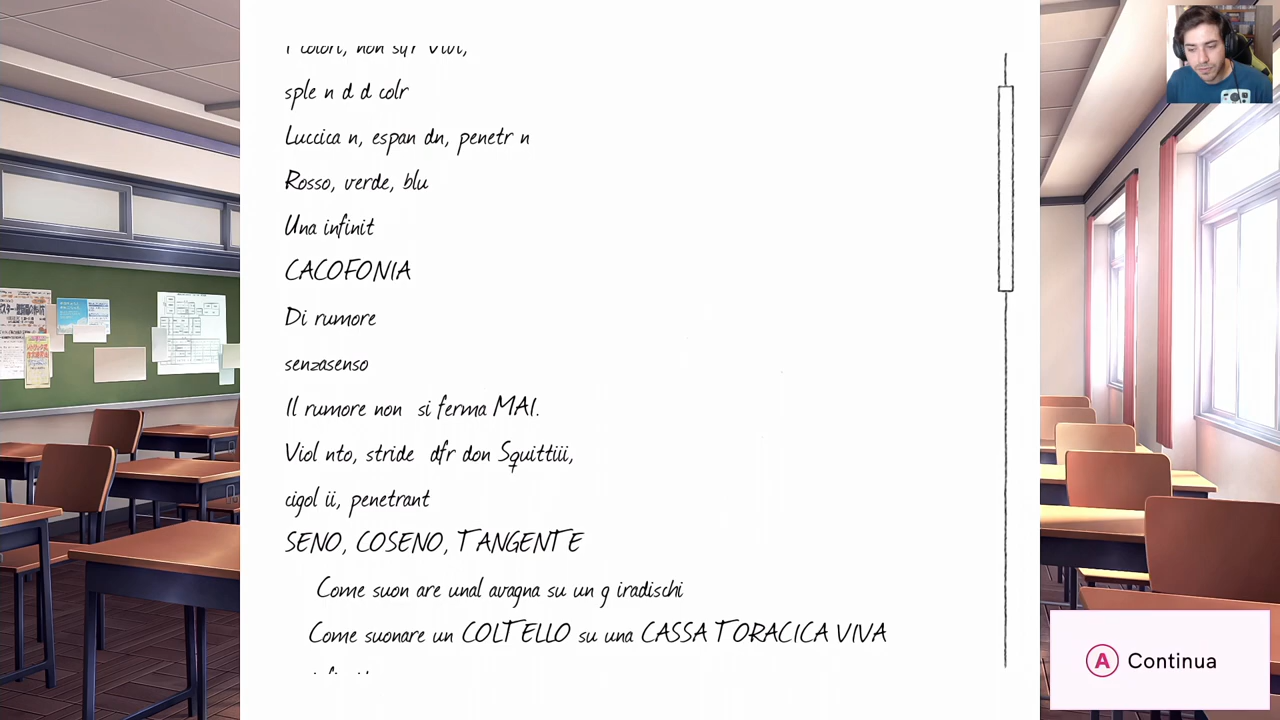 sple n d d colr
Luccica n, espan dn, penetr n
Rosso, verde, blu
Una infinit
CACOFONIA
Di rumore
senzasenso
Il rumore non  si ferma MAI.
Viol nto, stride  dfr don Squittiii,
cigol ii, penetrant
SENO, COSENO, TANGENTE
Come suon are unal avagna su un g iradischi
Come suonare un COLTELLO su una CASSA TORACICA VIVA
A Continua